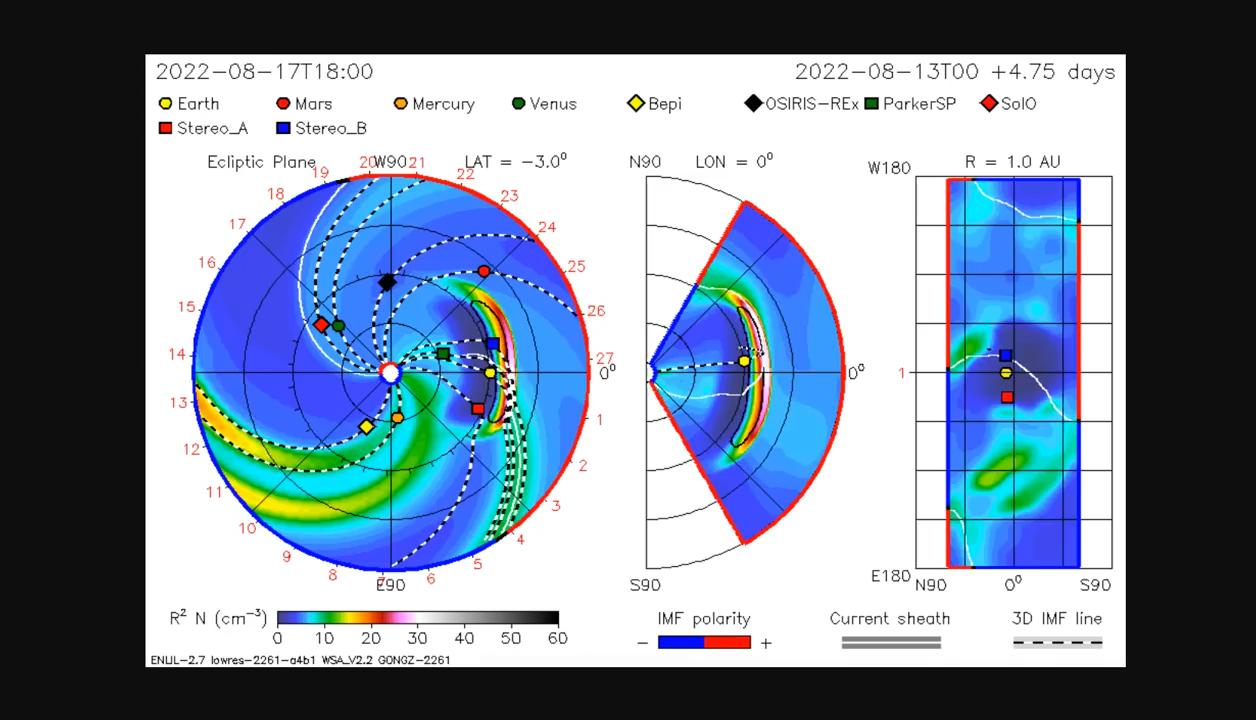 2022-08-17T18:00
2022-08-13T00 +4.75 days
Earth Mars Mercury Venus Bepi OSIRIS-REx ParkerSP SolO
Stereo_A Stereo_B
Ecliptic Plane W90 LAT = -3.0°
N90 LON = 0°
W180 R = 1.0 AU
20 21
19 22
18 23
17 24
16 25
15 26
14 27
0°
0°
1
13 1
12 2
11 3
10 4
9 5
8 6
7
E90
S90
E180 N90 0° S90
R² N (cm⁻³)
0 10 20 30 40 50 60
IMF polarity
- +
Current sheath
3D IMF line
ENLIL-2.7 lowres-2261-a4b1 WSA_V2.2 GONGZ-2261